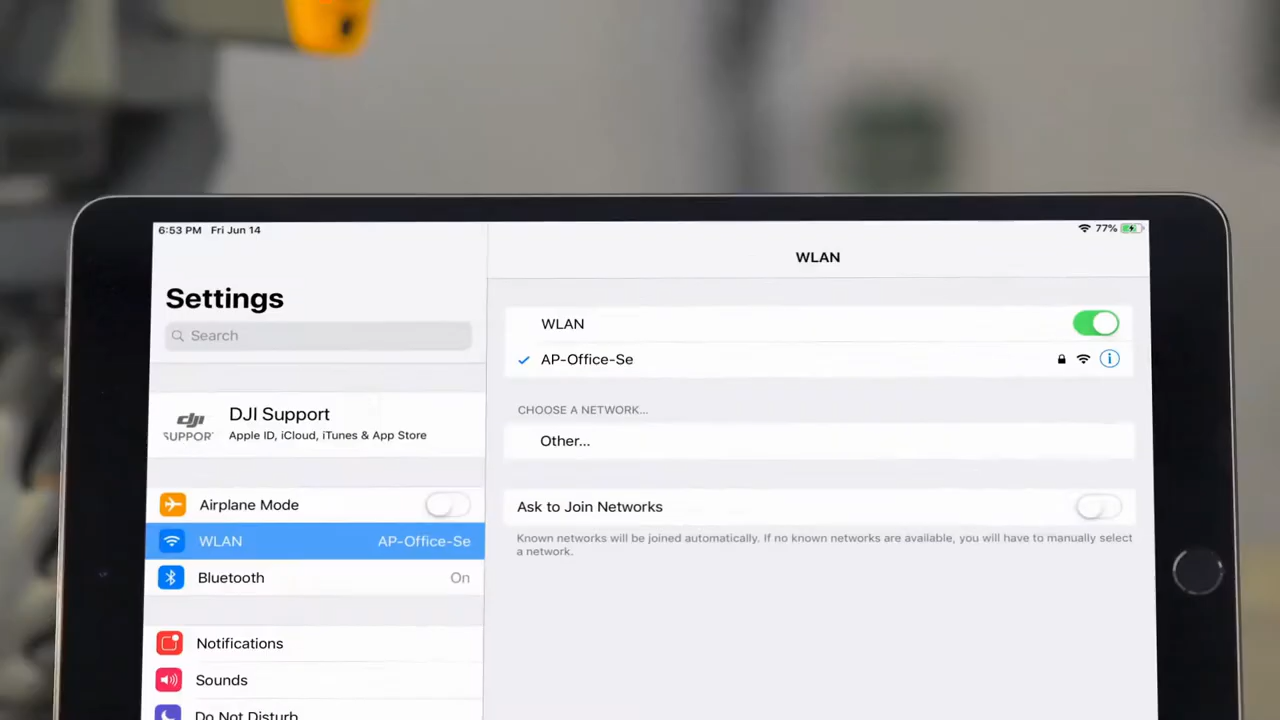 6:53 PM Fri Jun 14
77%
Settings
Search
dji
SUPPORT
DJI Support
Apple ID, iCloud, iTunes & App Store
Airplane Mode
WLAN AP-Office-Se
Bluetooth On
Notifications
Sounds
Do Not Disturb
WLAN
WLAN
AP-Office-Se
CHOOSE A NETWORK...
Other...
Ask to Join Networks
Known networks will be joined automatically. If no known networks are available, you will have to manually select
a network.